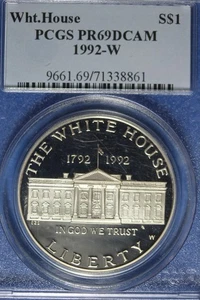 Wht.House S$1
PCGS PR69DCAM
1992-W
9661.69/71338861
THE WHITE HOUSE
1792 1992
IN GOD WE TRUST
W
LIBERTY